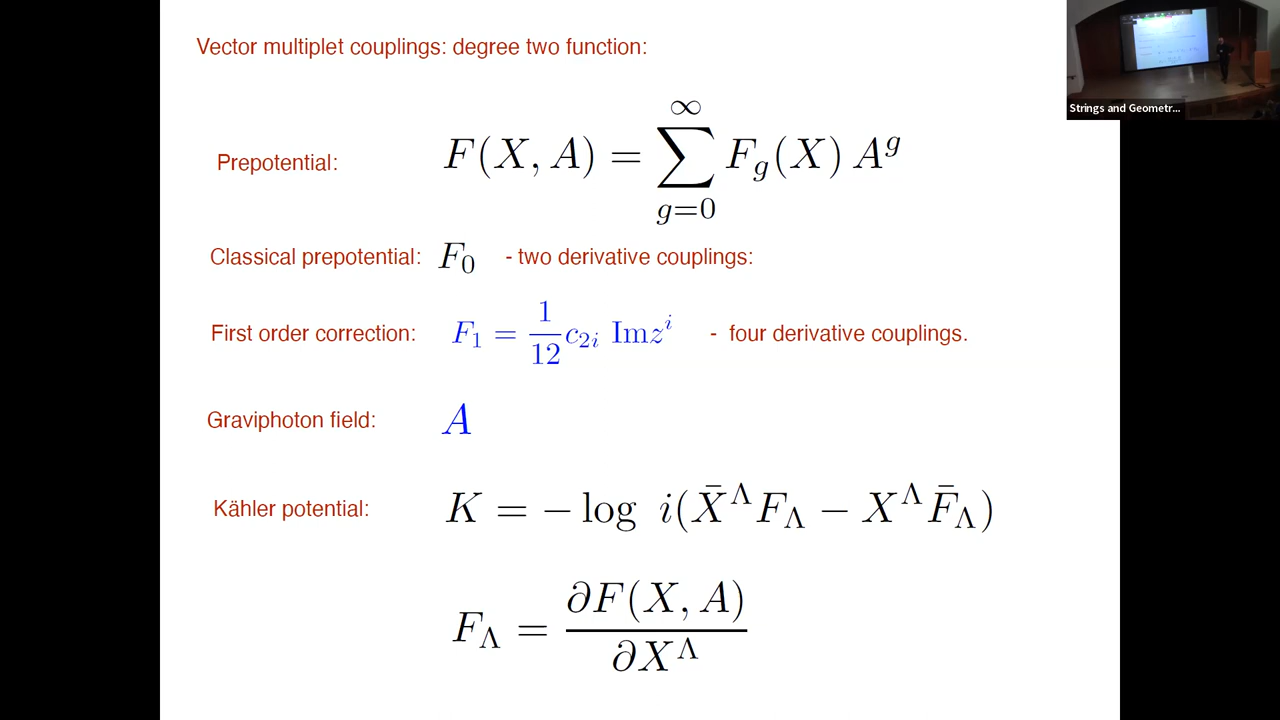 Vector multiplet couplings: degree two function:
Prepotential: F(X, A) = ∑_{g=0}^{∞} F_g(X) A^g
Classical prepotential: F_0 - two derivative couplings:
First order correction: F_1 = \frac{1}{12} c_{2i} Im z^i - four derivative couplings.
Graviphoton field: A
Kähler potential: K = − log i(X̄^Λ F_Λ − X^Λ F̄_Λ)
F_Λ = \frac{∂F(X, A)}{∂X^Λ}
Strings and Geometr...